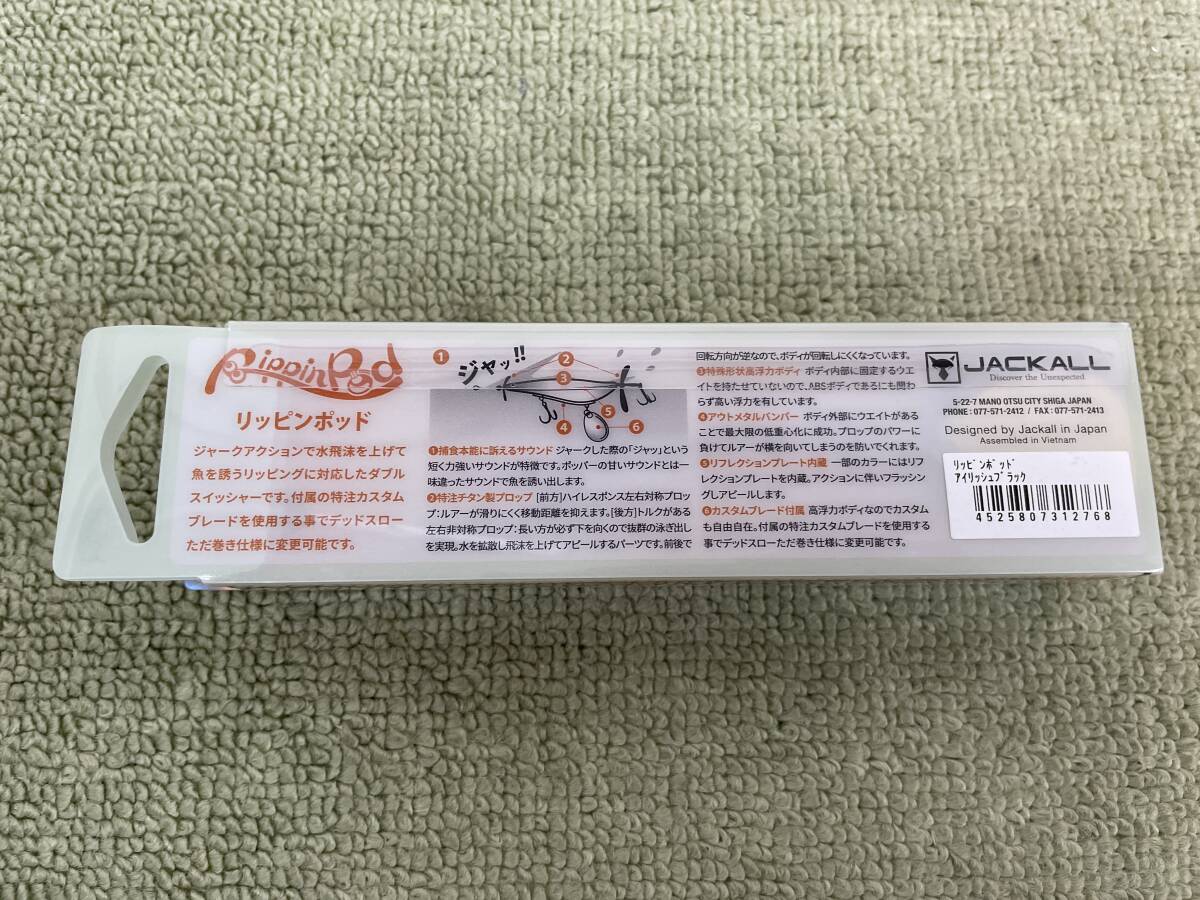 RippinPod
リッピンポッド
ジャークアクションで水飛沫を上げて
魚を誘うリッピングに対応したダブル
スイッシャーです。付属の特注カスタム
ブレードを使用する事でデッドスロー
ただ巻き仕様に変更可能です。
1
ジャッ!!
2
3
4
5
6
❶捕食本能に訴えるサウンド ジャークした際の「ジャッ」という
短く力強いサウンドが特徴です。ポッパーの甘いサウンドとは一
味違ったサウンドで魚を誘い出します。
❷特注チタン製プロップ [前方]ハイレスポンス左右対称プロッ
プ:ルアーが滑りにくく移動距離を抑えます。[後方]トルクがある
左右非対称プロップ:長い方が必ず下を向くので抜群の泳ぎ出し
を実現。水を拡散し飛沫を上げてアピールするパーツです。前後で
回転方向が逆なので、ボディが回転しにくくなっています。
❸特殊形状高浮力ボディ ボディ内部に固定するウエ
イトを持たせていないので、ABSボディであるにも関わ
らず高い浮力を有しています。
❹アウトメタルバンパー ボディ外部にウエイトがある
ことで最大限の低重心化に成功。プロップのパワーに
負けてルアーが横を向いてしまうのを防いでくれます。
❺リフレクションプレート内蔵 一部のカラーにはリフ
レクションプレートを内蔵。アクションに伴いフラッシン
グしアピールします。
❻カスタムブレード付属 高浮力ボディなのでカスタム
も自由自在。付属の特注カスタムブレードを使用する
事でデッドスローただ巻き仕様に変更可能です。
JACKALL
Discover the Unexpected
5-22-7 MANO OTSU CITY SHIGA JAPAN
PHONE : 077-571-2412 / FAX : 077-571-2413
Designed by Jackall in Japan
Assembled in Vietnam
ﾘｯﾋﾟﾝﾎﾟｯﾄﾞ
ｱｲﾘｯｼｭﾌﾞﾗｯｸ
4525807312768